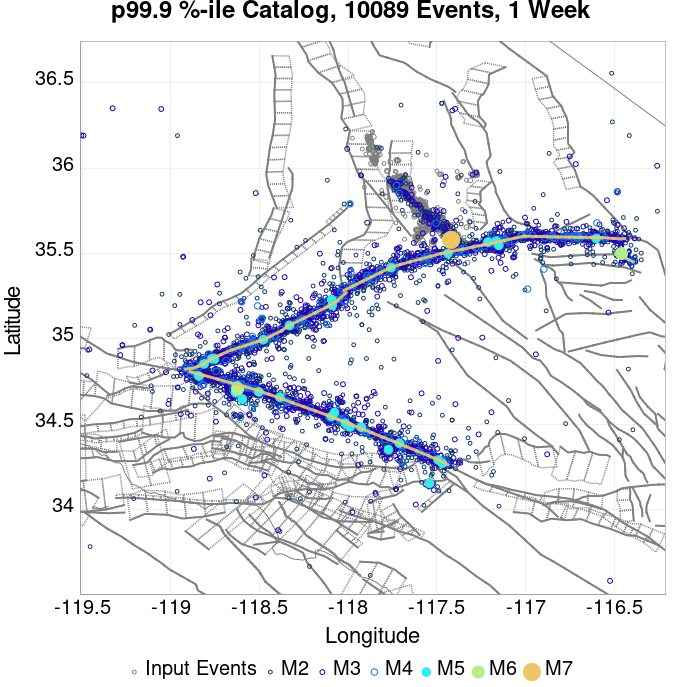 p99.9 %-ile Catalog, 10089 Events, 1 Week
36.5
36
35.5
35
34.5
34
Latitude
-119.5 -119 -118.5 -118 -117.5 -117 -116.5
Longitude
Input Events M2 M3 M4 M5 M6 M7